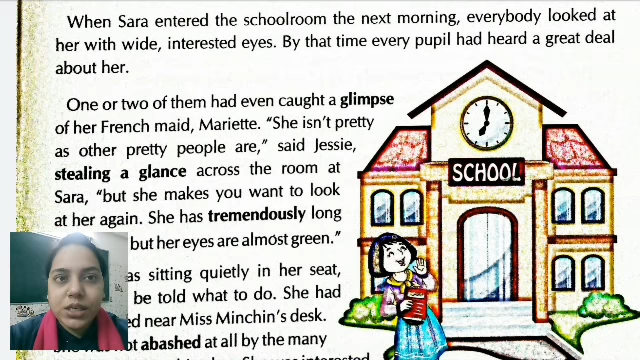 When Sara entered the schoolroom the next morning, everybody looked at
her with wide, interested eyes. By that time every pupil had heard a great deal
about her.
One or two of them had even caught a glimpse
of her French maid, Mariette. “She isn't pretty
as other pretty people are,” said Jessie,
stealing a glance across the room at
Sara, “but she makes you want to look
at her again. She has tremendously long
but her eyes are almost green.”
as sitting quietly in her seat,
be told what to do. She had
ed near Miss Minchin's desk.
abashed at all by the many
SCHOOL